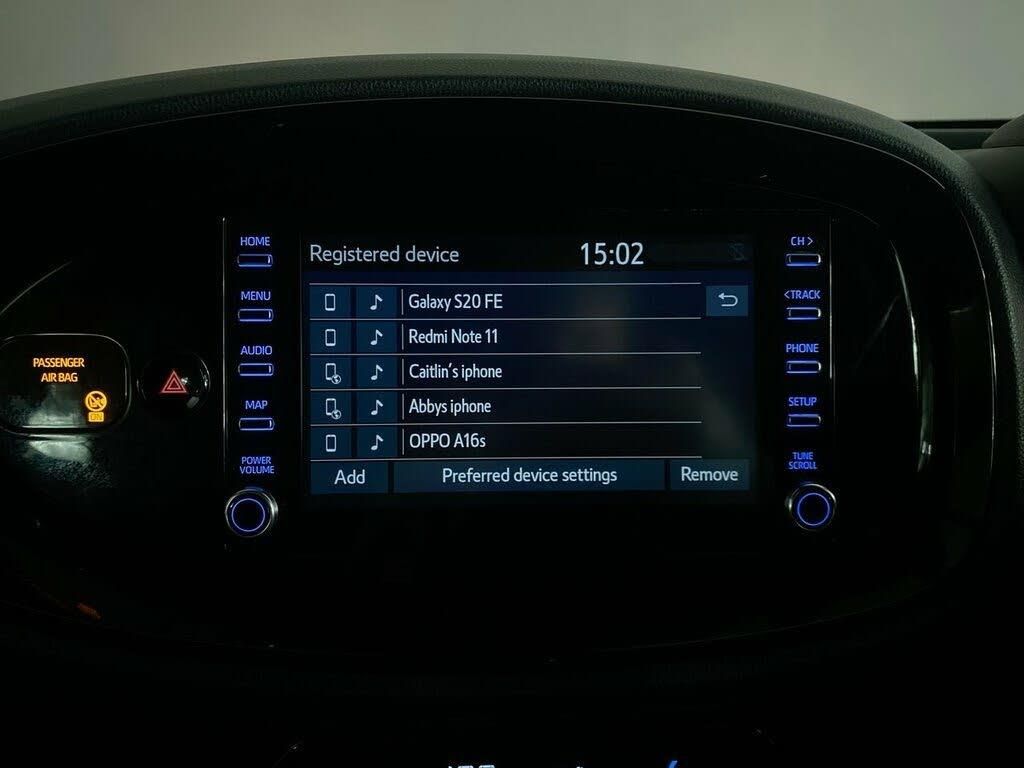 Registered device 15:02
Galaxy S20 FE
Redmi Note 11
Caitlin's iphone
Abbys iphone
OPPO A16s
Add Preferred device settings Remove
HOME
MENU
AUDIO
MAP
POWER
VOLUME
CH>
<TRACK
PHONE
SETUP
TUNE
SCROLL
PASSENGER
AIR BAG